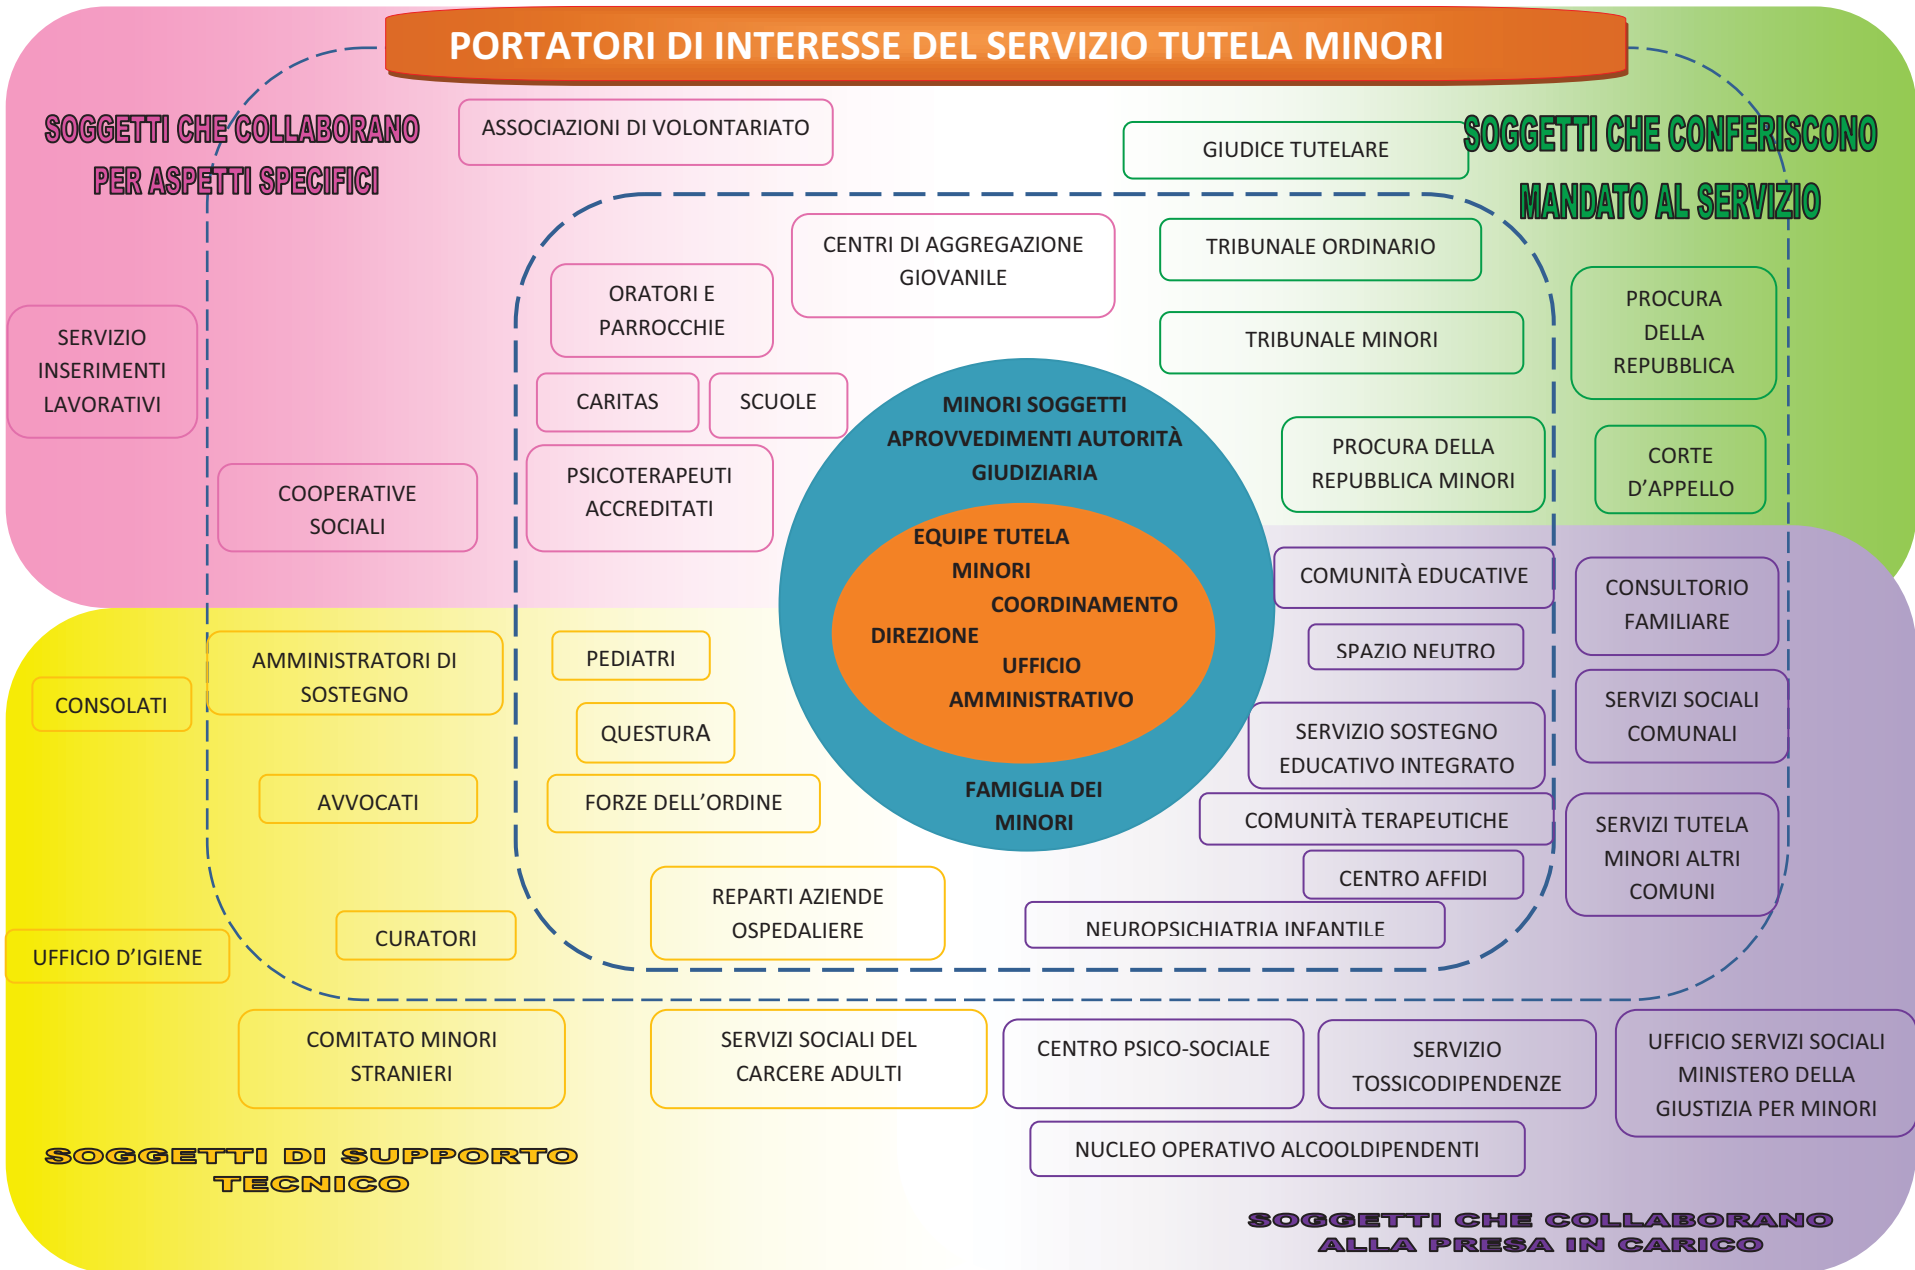 PORTATORI DI INTERESSE DEL SERVIZIO TUTELA MINORI
SOGGETTI CHE COLLABORANO
PER ASPETTI SPECIFICI
ASSOCIAZIONI DI VOLONTARIATO
CENTRI DI AGGREGAZIONE
GIOVANILE
ORATORI E
PARROCCHIE
SERVIZIO
INSERIMENTI
LAVORATIVI
CARITAS
SCUOLE
COOPERATIVE
SOCIALI
PSICOTERAPEUTI
ACCREDITATI
SOGGETTI CHE CONFERISCONO
MANDATO AL SERVIZIO
GIUDICE TUTELARE
TRIBUNALE ORDINARIO
TRIBUNALE MINORI
PROCURA
DELLA
REPUBBLICA
PROCURA DELLA
REPUBBLICA MINORI
CORTE
D’APPELLO
MINORI SOGGETTI
APROVVEDIMENTI AUTORITÀ
GIUDIZIARIA
EQUIPE TUTELA
MINORI
COORDINAMENTO
DIREZIONE
UFFICIO
AMMINISTRATIVO
FAMIGLIA DEI
MINORI
AMMINISTRATORI DI
SOSTEGNO
PEDIATRI
CONSOLATI
QUESTURA
AVVOCATI
FORZE DELL’ORDINE
REPARTI AZIENDE
OSPEDALIERE
CURATORI
UFFICIO D’IGIENE
COMITATO MINORI
STRANIERI
SERVIZI SOCIALI DEL
CARCERE ADULTI
SOGGETTI DI SUPPORTO
TECNICO
COMUNITÀ EDUCATIVE
CONSULTORIO
FAMILIARE
SPAZIO NEUTRO
SERVIZI SOCIALI
COMUNALI
SERVIZIO SOSTEGNO
EDUCATIVO INTEGRATO
COMUNITÀ TERAPEUTICHE
SERVIZI TUTELA
MINORI ALTRI
COMUNI
CENTRO AFFIDI
NEUROPSICHIATRIA INFANTILE
CENTRO PSICO-SOCIALE
SERVIZIO
TOSSICODIPENDENZE
UFFICIO SERVIZI SOCIALI
MINISTERO DELLA
GIUSTIZIA PER MINORI
NUCLEO OPERATIVO ALCOOLDIPENDENTI
SOGGETTI CHE COLLABORANO
ALLA PRESA IN CARICO